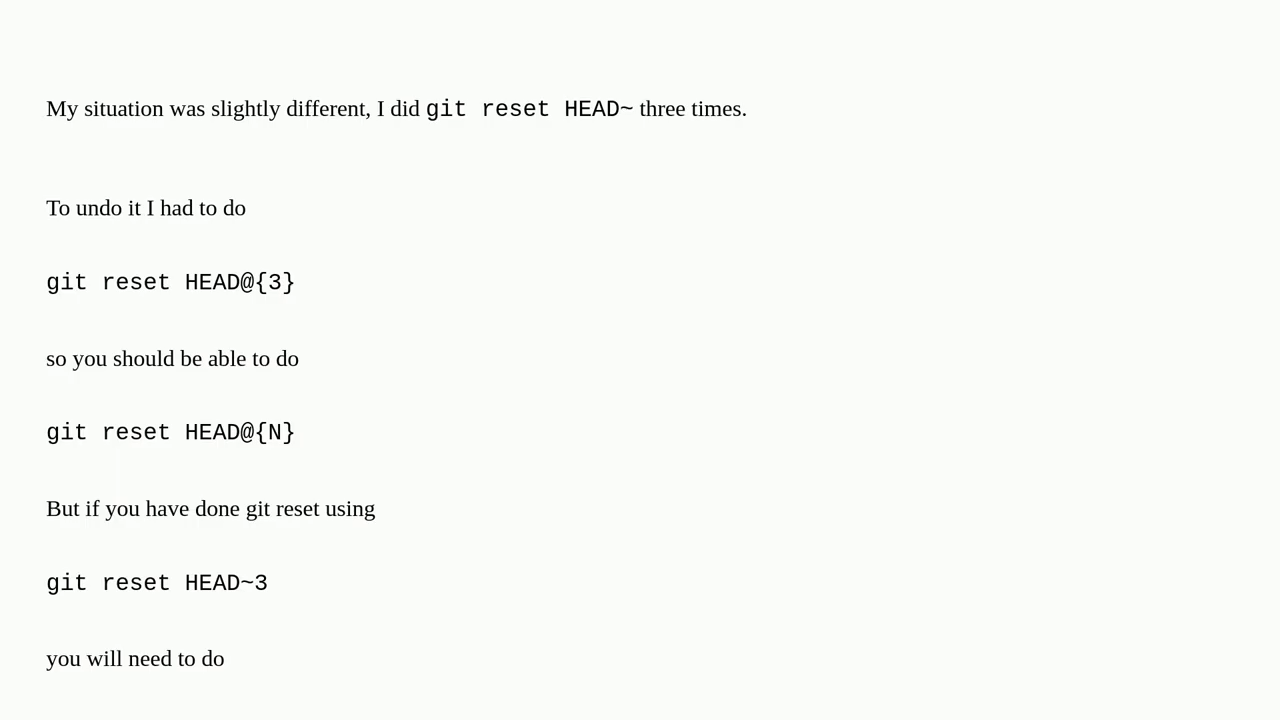 My situation was slightly different, I did git reset HEAD~ three times.
To undo it I had to do
git reset HEAD@{3}
so you should be able to do
git reset HEAD@{N}
But if you have done git reset using
git reset HEAD~3
you will need to do